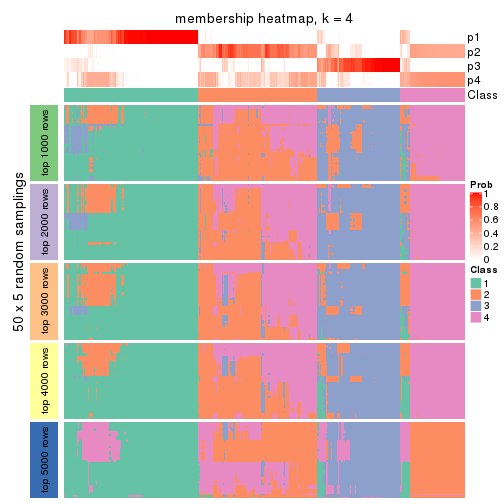 membership heatmap, k = 4
p1
p2
p3
p4
Class
50 x 5 random samplings
top 1000 rows
top 2000 rows
top 3000 rows
top 4000 rows
top 5000 rows
Prob
1
0.8
0.6
0.4
0.2
0
Class
1
2
3
4